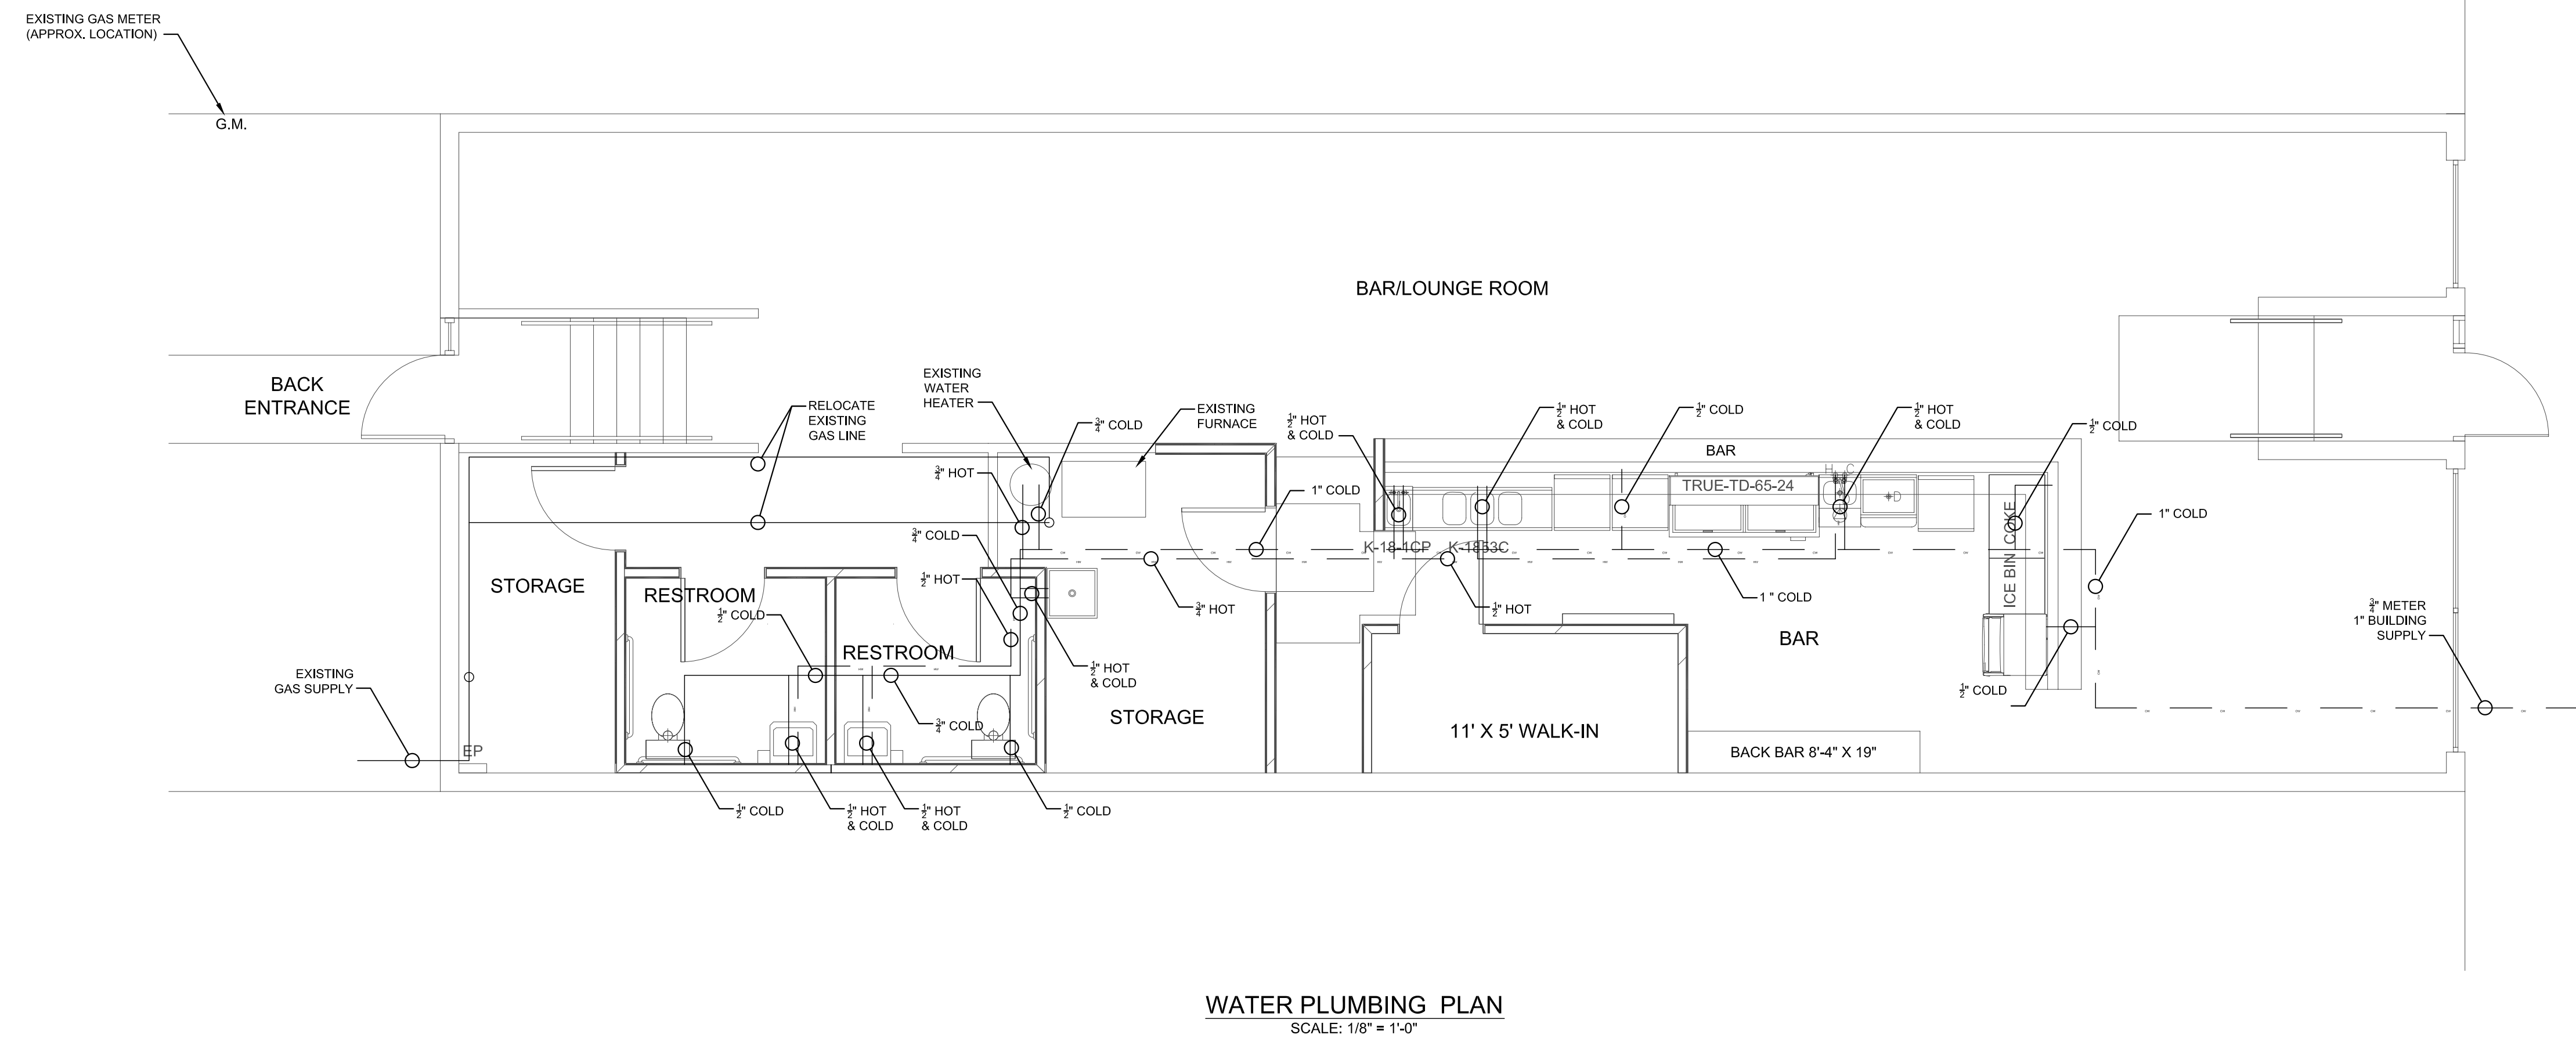 EXISTING GAS METER
(APPROX. LOCATION)
G.M.
BAR/LOUNGE ROOM
BACK
ENTRANCE
RELOCATE
EXISTING
GAS LINE
EXISTING
WATER
HEATER
3/4" COLD
EXISTING
FURNACE
3/4" HOT
1" COLD
1/2" HOT
& COLD
1/2" HOT
& COLD
1/2" COLD
1/2" HOT
& COLD
1/2" COLD
BAR
TRUE-TD-65-24
H C
D
ICE BIN COKE
K-18-1CP
K-1853C
1" COLD
3/4" COLD
1/2" HOT
3/4" HOT
1/2" HOT
1 " COLD
STORAGE
RESTROOM
1/2" COLD
RESTROOM
1/2" HOT
& COLD
3/4" COLD
STORAGE
BAR
11' X 5' WALK-IN
BACK BAR 8'-4" X 19"
1/2" COLD
3/4" METER
1" BUILDING
SUPPLY
EXISTING
GAS SUPPLY
EP
1/2" COLD
1/2" HOT
& COLD
1/2" HOT
& COLD
1/2" COLD
WATER PLUMBING PLAN
SCALE: 1/8" = 1'-0"